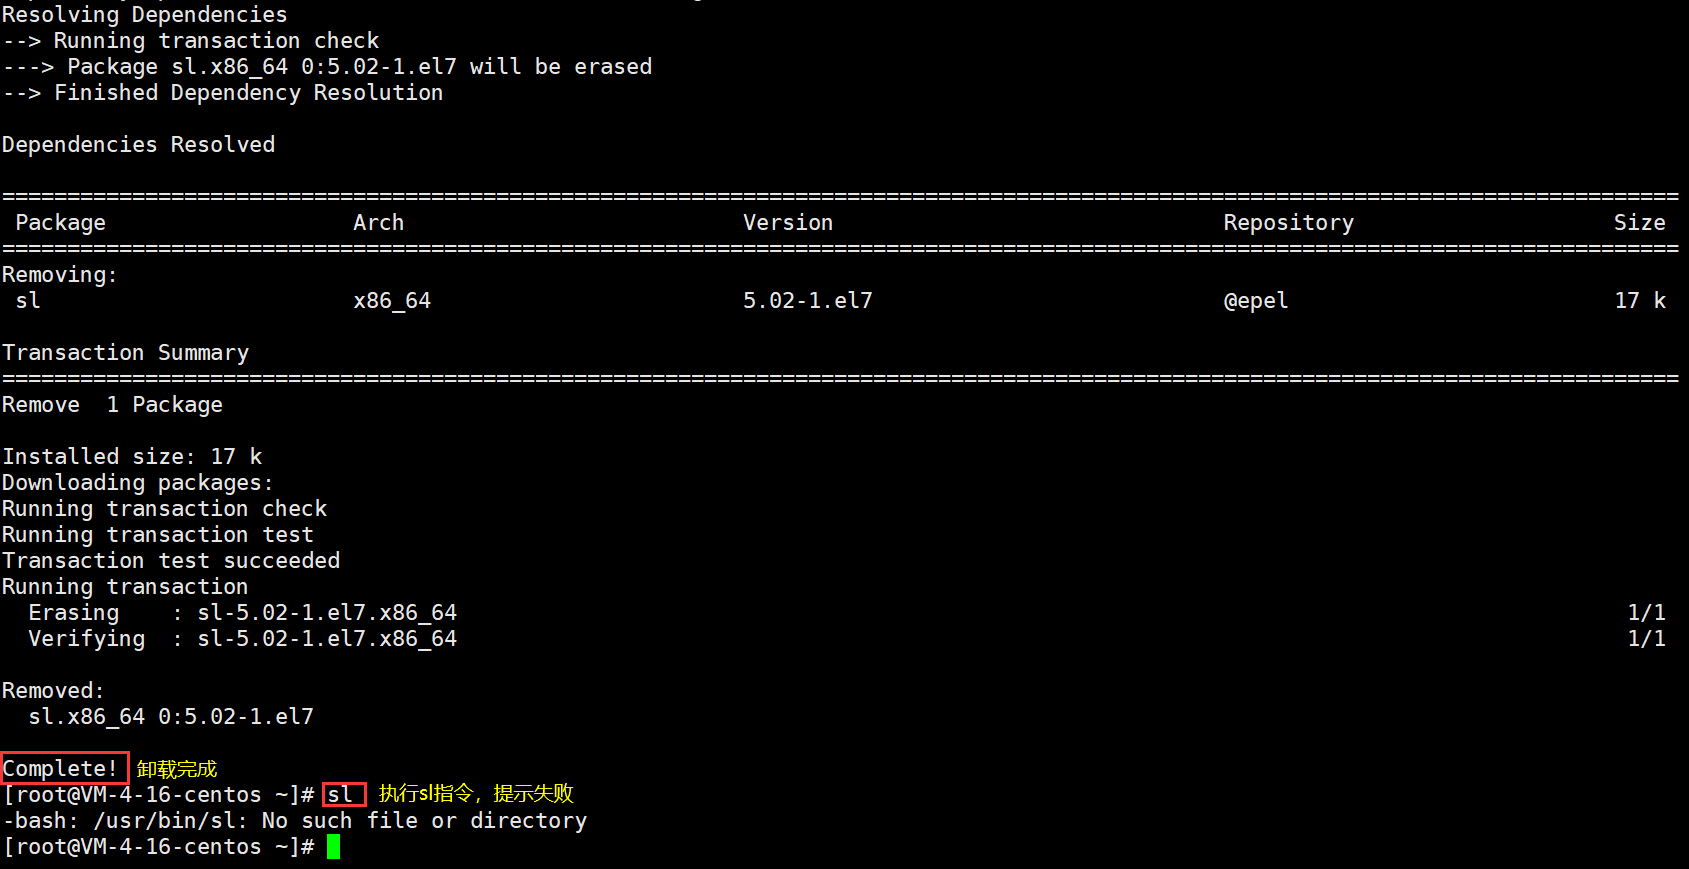 Resolving Dependencies
--> Running transaction check
---> Package sl.x86_64 0:5.02-1.el7 will be erased
--> Finished Dependency Resolution
Dependencies Resolved
================================================================================
Package Arch Version Repository Size
================================================================================
Removing:
sl x86_64 5.02-1.el7 @epel 17 k
Transaction Summary
================================================================================
Remove 1 Package
Installed size: 17 k
Downloading packages:
Running transaction check
Running transaction test
Transaction test succeeded
Running transaction
Erasing : sl-5.02-1.el7.x86_64 1/1
Verifying : sl-5.02-1.el7.x86_64 1/1
Removed:
sl.x86_64 0:5.02-1.el7
Complete! 卸载完成
[root@VM-4-16-centos ~]# sl 执行sl指令，提示失败
-bash: /usr/bin/sl: No such file or directory
[root@VM-4-16-centos ~]#